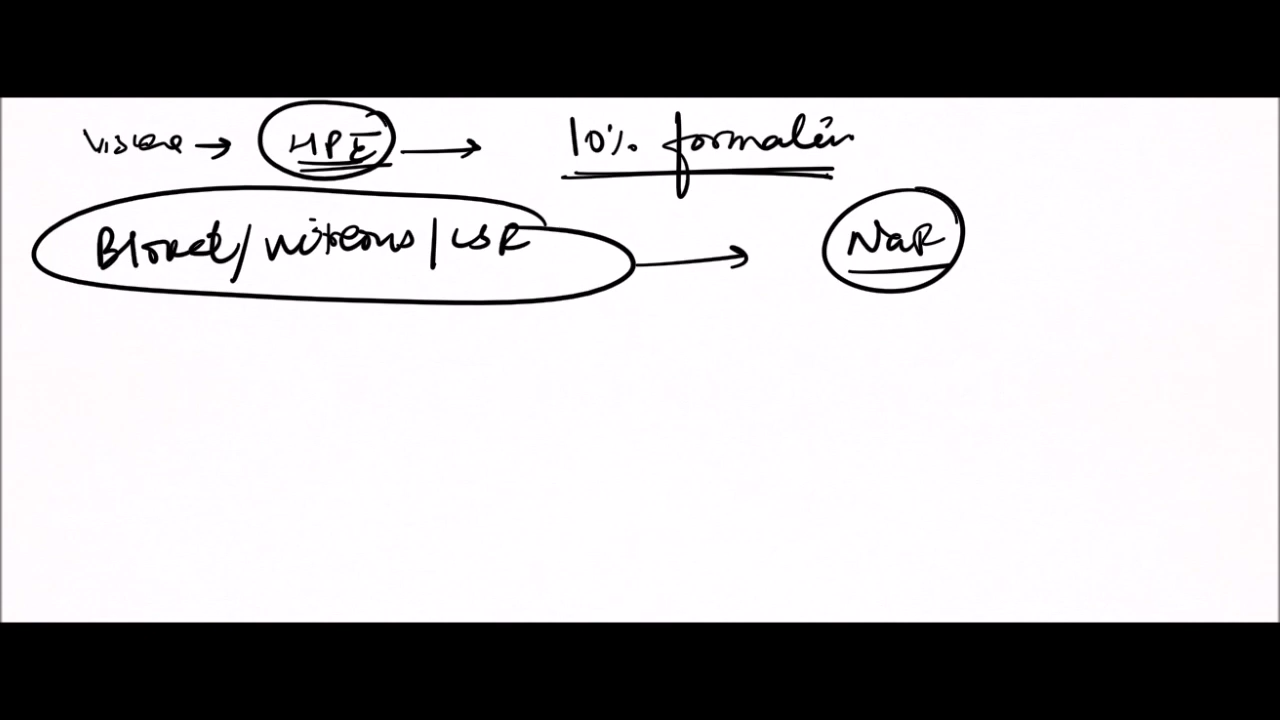 Viscera → HPE → 10% formalin
Blood/vitreous/CSF → NaF